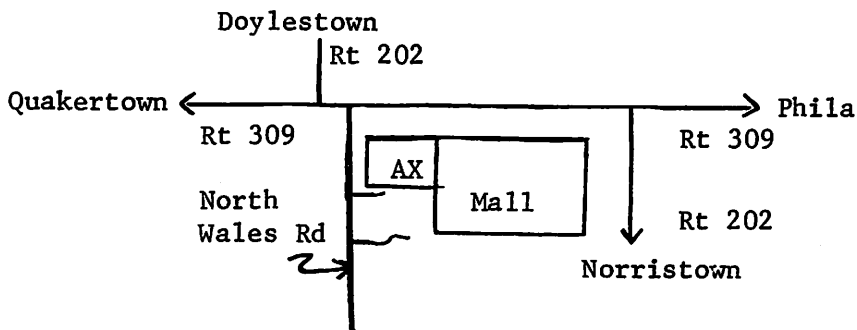 Doylestown
Rt 202
Quakertown
Phila
Rt 309
Rt 309
AX
Mall
North
Wales Rd
Rt 202
Norristown